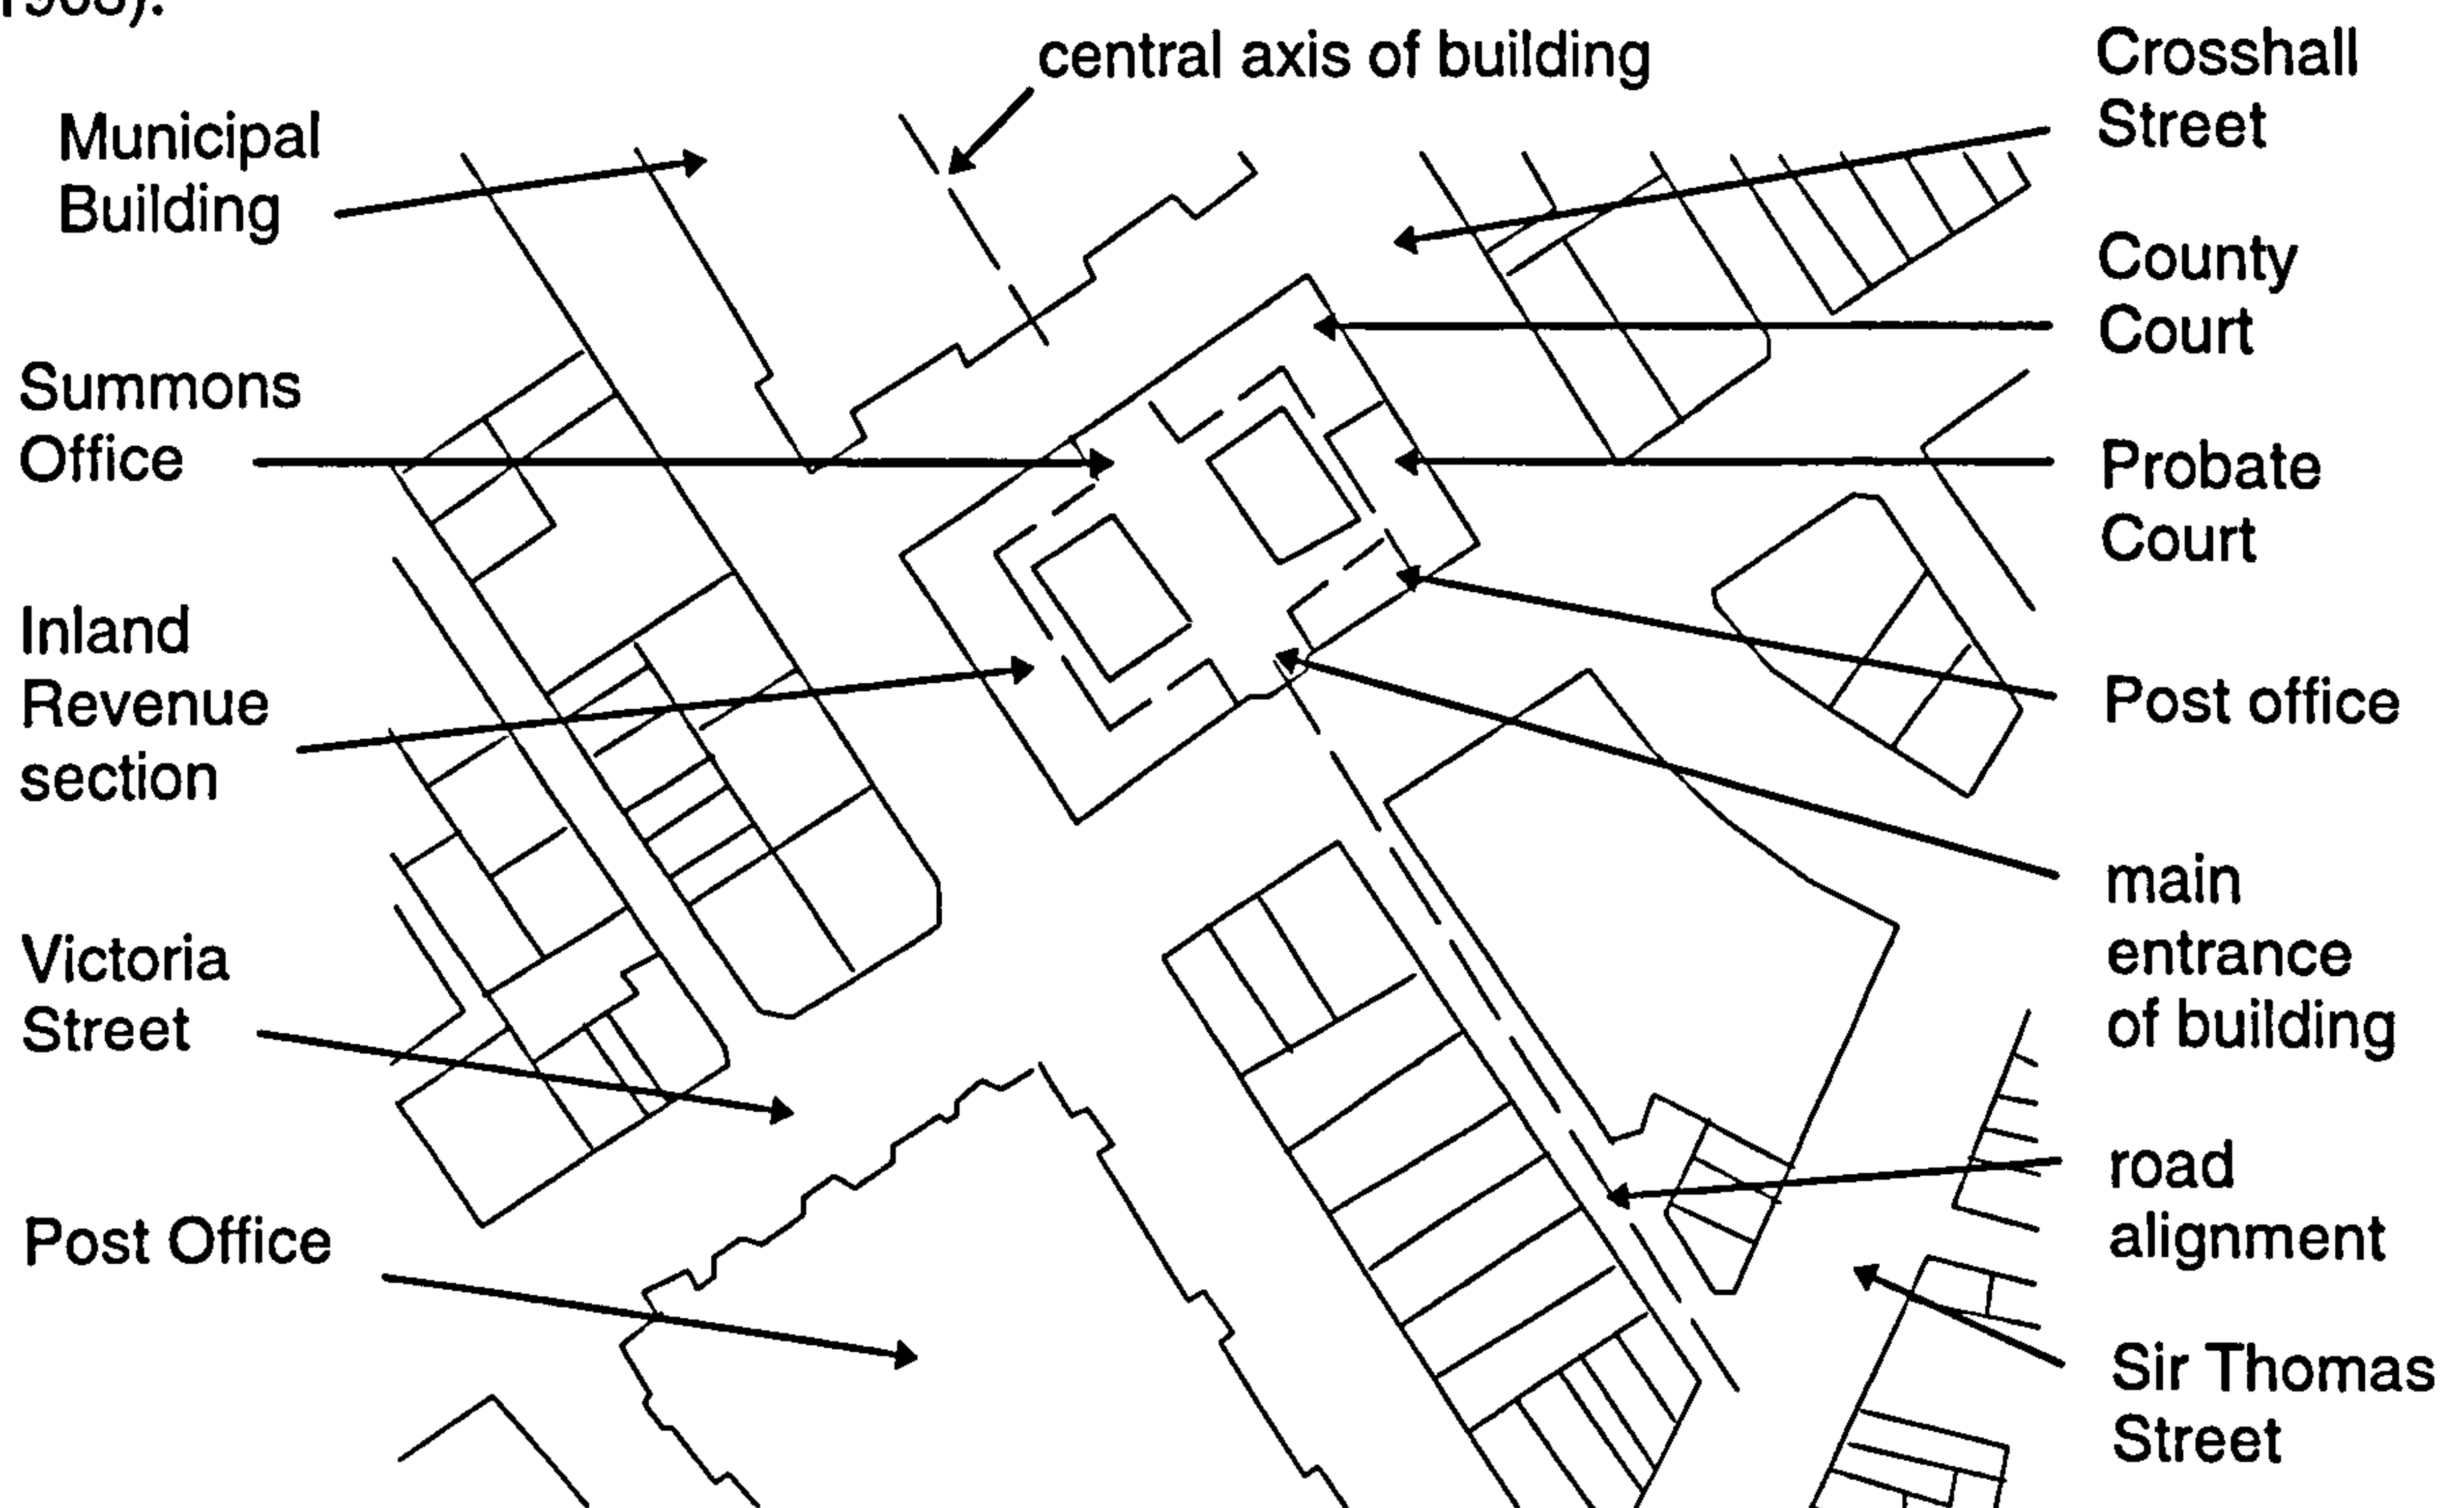 central axis of building
Municipal
Building
Summons
Office
Inland
Revenue
section
Victoria
Street
Post Office
Crosshall
Street
County
Court
Probate
Court
Post office
main
entrance
of building
road
alignment
Sir Thomas
Street